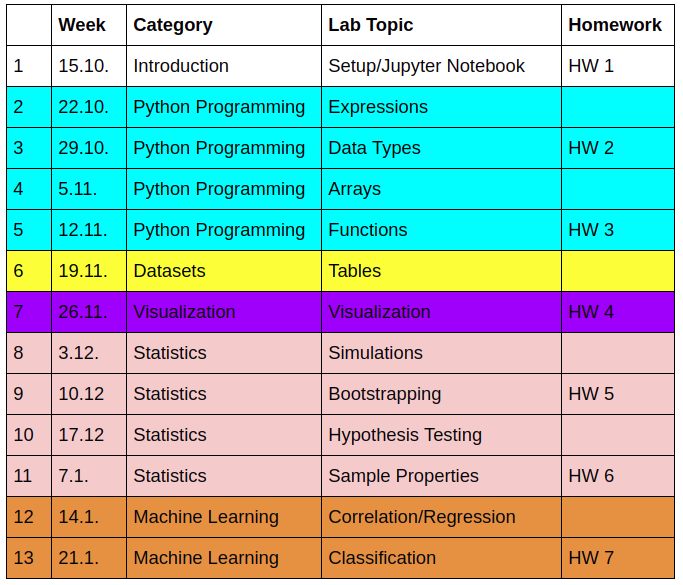 Week Category Lab Topic Homework
1 15.10. Introduction Setup/Jupyter Notebook HW 1
2 22.10. Python Programming Expressions
3 29.10. Python Programming Data Types HW 2
4 5.11. Python Programming Arrays
5 12.11. Python Programming Functions HW 3
6 19.11. Datasets Tables
7 26.11. Visualization Visualization HW 4
8 3.12. Statistics Simulations
9 10.12 Statistics Bootstrapping HW 5
10 17.12 Statistics Hypothesis Testing
11 7.1. Statistics Sample Properties HW 6
12 14.1. Machine Learning Correlation/Regression
13 21.1. Machine Learning Classification HW 7